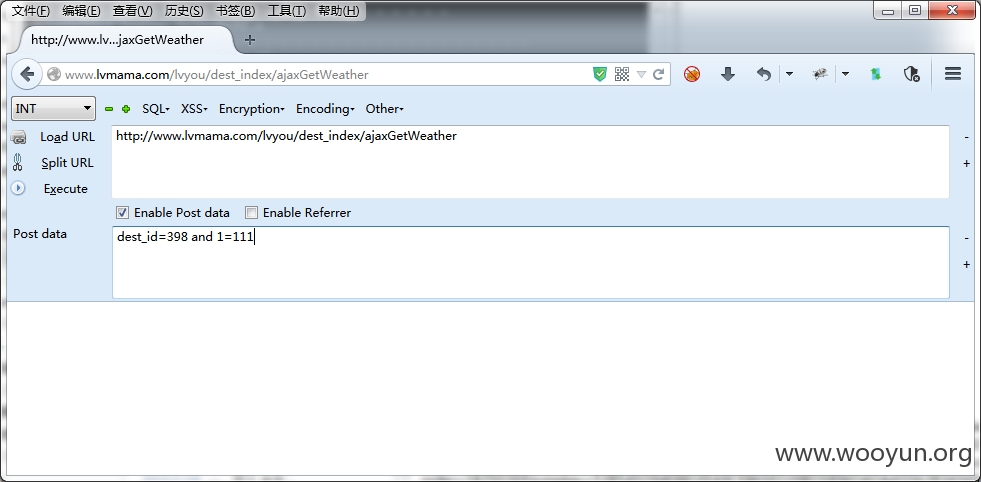 文件(F) 编辑(E) 查看(V) 历史(S) 书签(B) 工具(T) 帮助(H)
http://www.lv...jaxGetWeather
www.lvmama.com/lvyou/dest_index/ajaxGetWeather
INT SQL XSS Encryption Encoding Other
Load URL http://www.lvmama.com/lvyou/dest_index/ajaxGetWeather
Split URL
Execute
Enable Post data Enable Referrer
Post data dest_id=398 and 1=111
www.wooyun.org